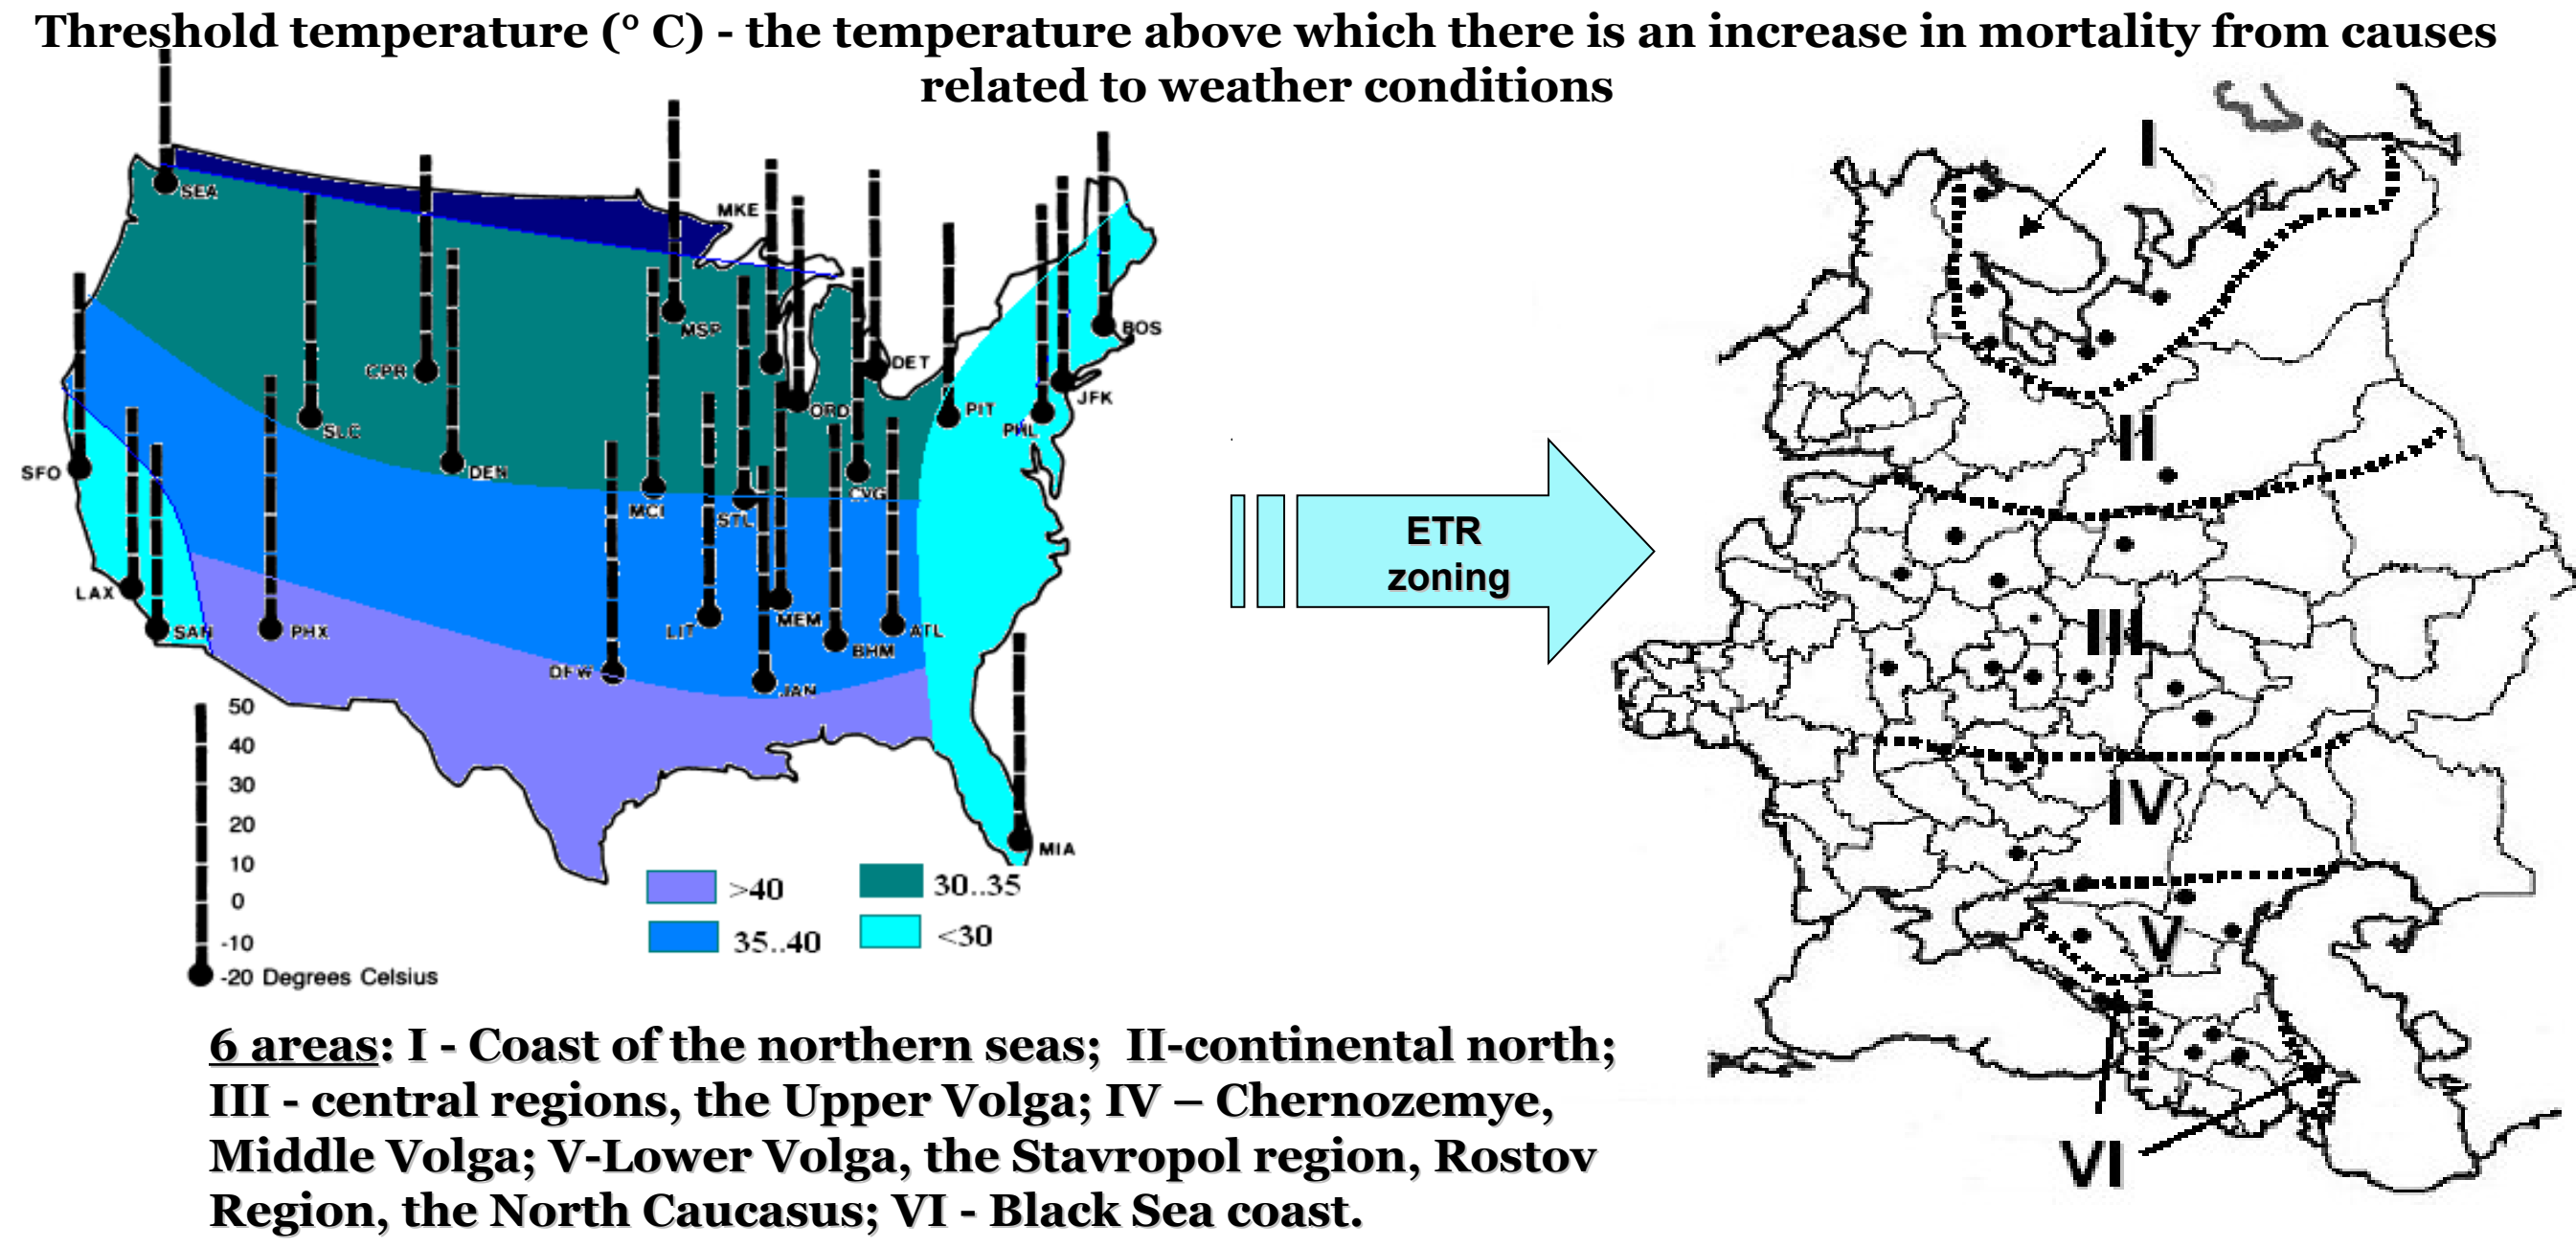 Threshold temperature (° C) - the temperature above which there is an increase in mortality from causes
related to weather conditions
SEA
MKE
MSP
BOS
CPR
DET
JFK
ORD
PIT
SLC
PHL
SFO
DEN
CVG
MCI
STL
LAX
SAN
PHX
LIT
MEM
ATL
BHM
DFW
JAN
MIA
50
40
30
20
10
0
-10
-20 Degrees Celsius
>40
30..35
35..40
<30
ETR
zoning
I
II
III
IV
V
VI
6 areas: I - Coast of the northern seas;  II-continental north;
III - central regions, the Upper Volga; IV – Chernozemye,
Middle Volga; V-Lower Volga, the Stavropol region, Rostov
Region, the North Caucasus; VI - Black Sea coast.